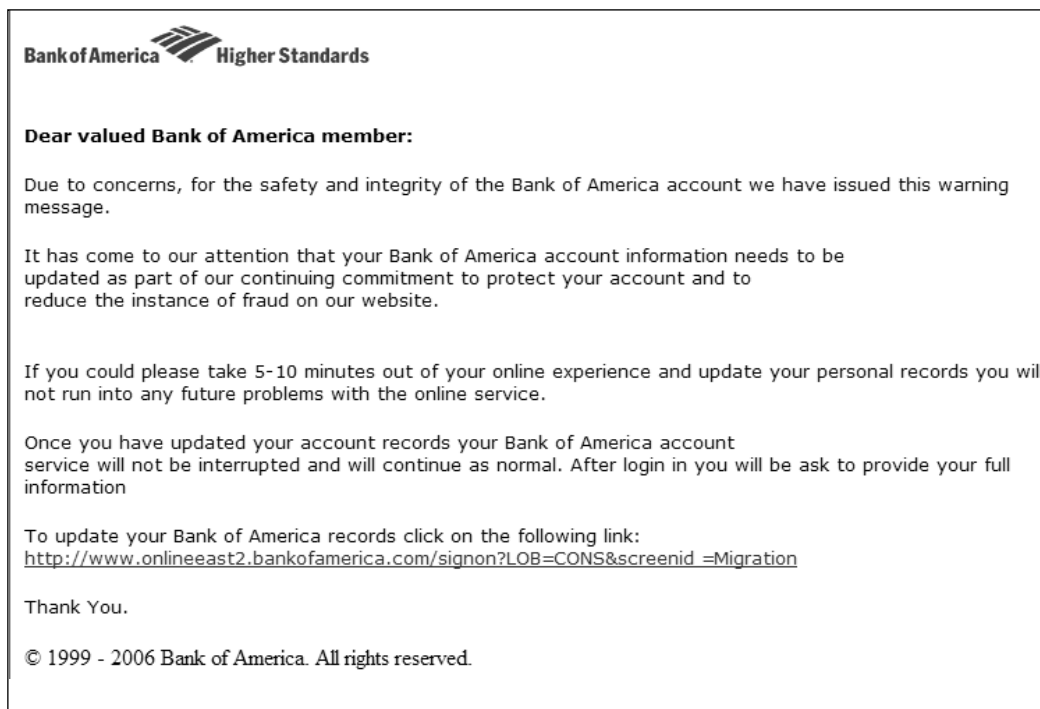 Bank of America Higher Standards
Dear valued Bank of America member:
Due to concerns, for the safety and integrity of the Bank of America account we have issued this warning
message.
It has come to our attention that your Bank of America account information needs to be
updated as part of our continuing commitment to protect your account and to
reduce the instance of fraud on our website.
If you could please take 5-10 minutes out of your online experience and update your personal records you wil
not run into any future problems with the online service.
Once you have updated your account records your Bank of America account
service will not be interrupted and will continue as normal. After login in you will be ask to provide your full
information
To update your Bank of America records click on the following link:
http://www.onlineeast2.bankofamerica.com/signon?LOB=CONS&screenid =Migration
Thank You.
© 1999 - 2006 Bank of America. All rights reserved.